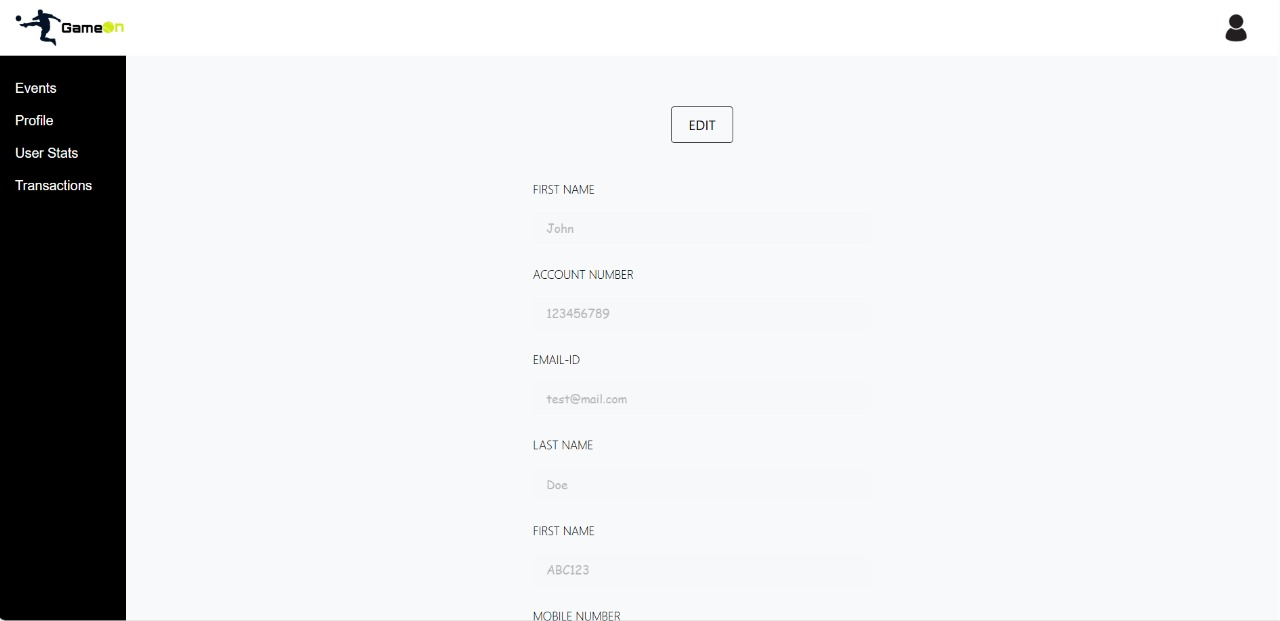 GameOn
Events
Profile
User Stats
Transactions
EDIT
FIRST NAME
John
ACCOUNT NUMBER
123456789
EMAIL-ID
test@mail.com
LAST NAME
Doe
FIRST NAME
ABC123
MOBILE NUMBER